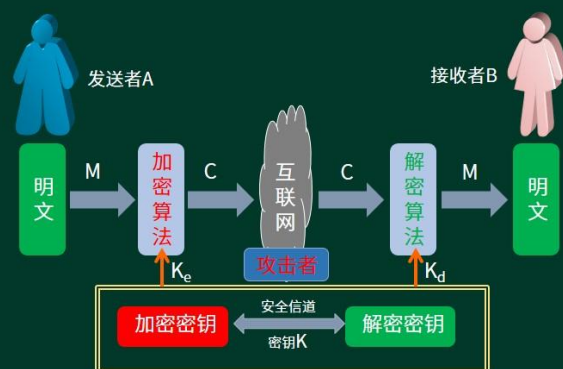 发送者A
接收者B
明文
M
加密算法
C
互联网
C
解密算法
M
明文
攻击者
Ke
Kd
加密密钥
安全信道
密钥K
解密密钥